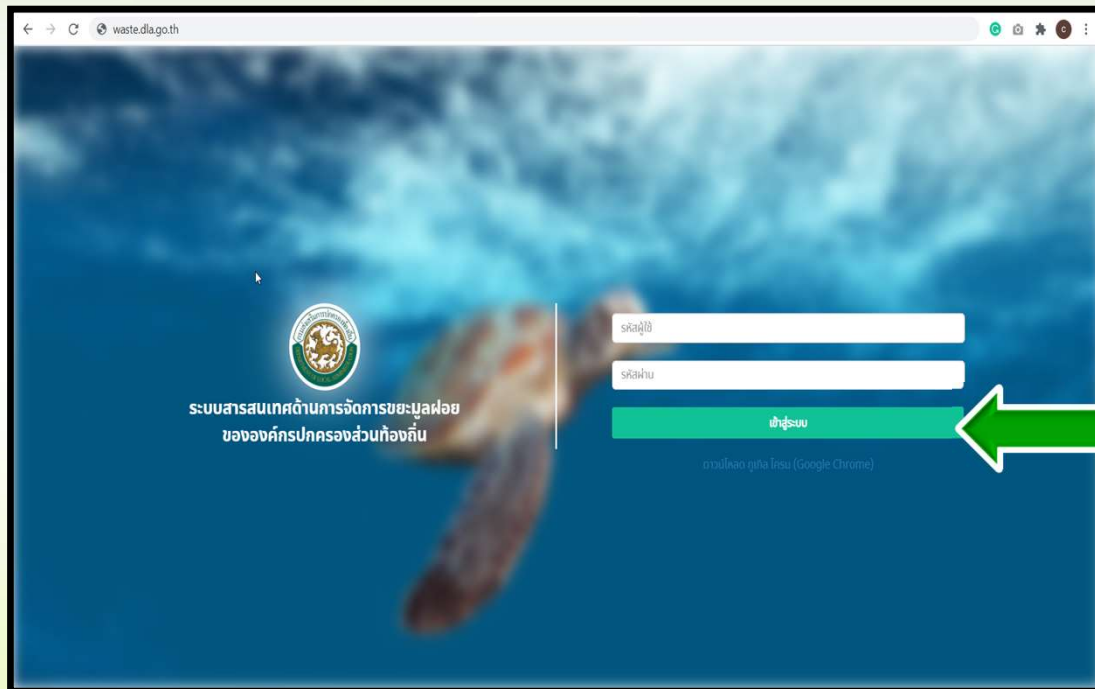 waste.dla.go.th
รหัสผู้ใช้
รหัสผ่าน
เข้าสู่ระบบ
ดาวน์โหลด กูเกิล โครม (Google Chrome)
ระบบสารสนเทศด้านการจัดการขยะมูลฝอย
ขององค์กรปกครองส่วนท้องถิ่น